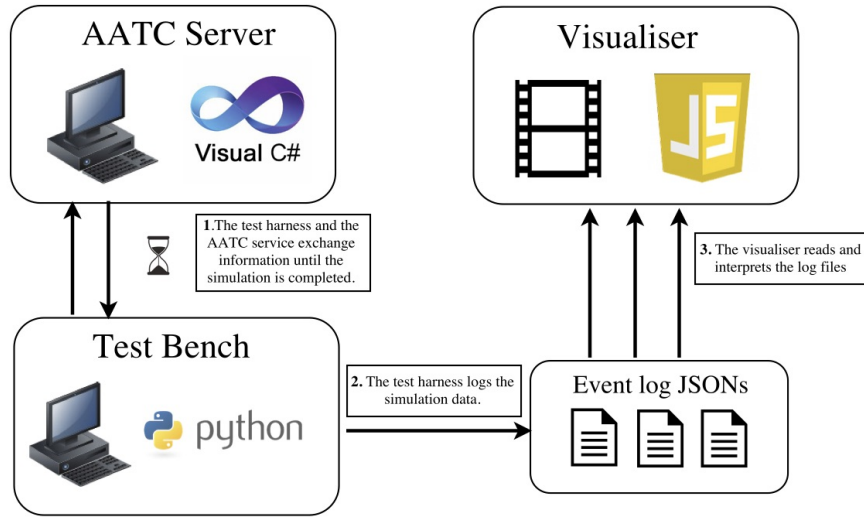 AATC Server
Visual C#
Visualiser
JS
1.The test harness and the
AATC service exchange
information until the
simulation is completed.
3. The visualiser reads and
interprets the log files
Test Bench
python
2. The test harness logs the
simulation data.
Event log JSONs